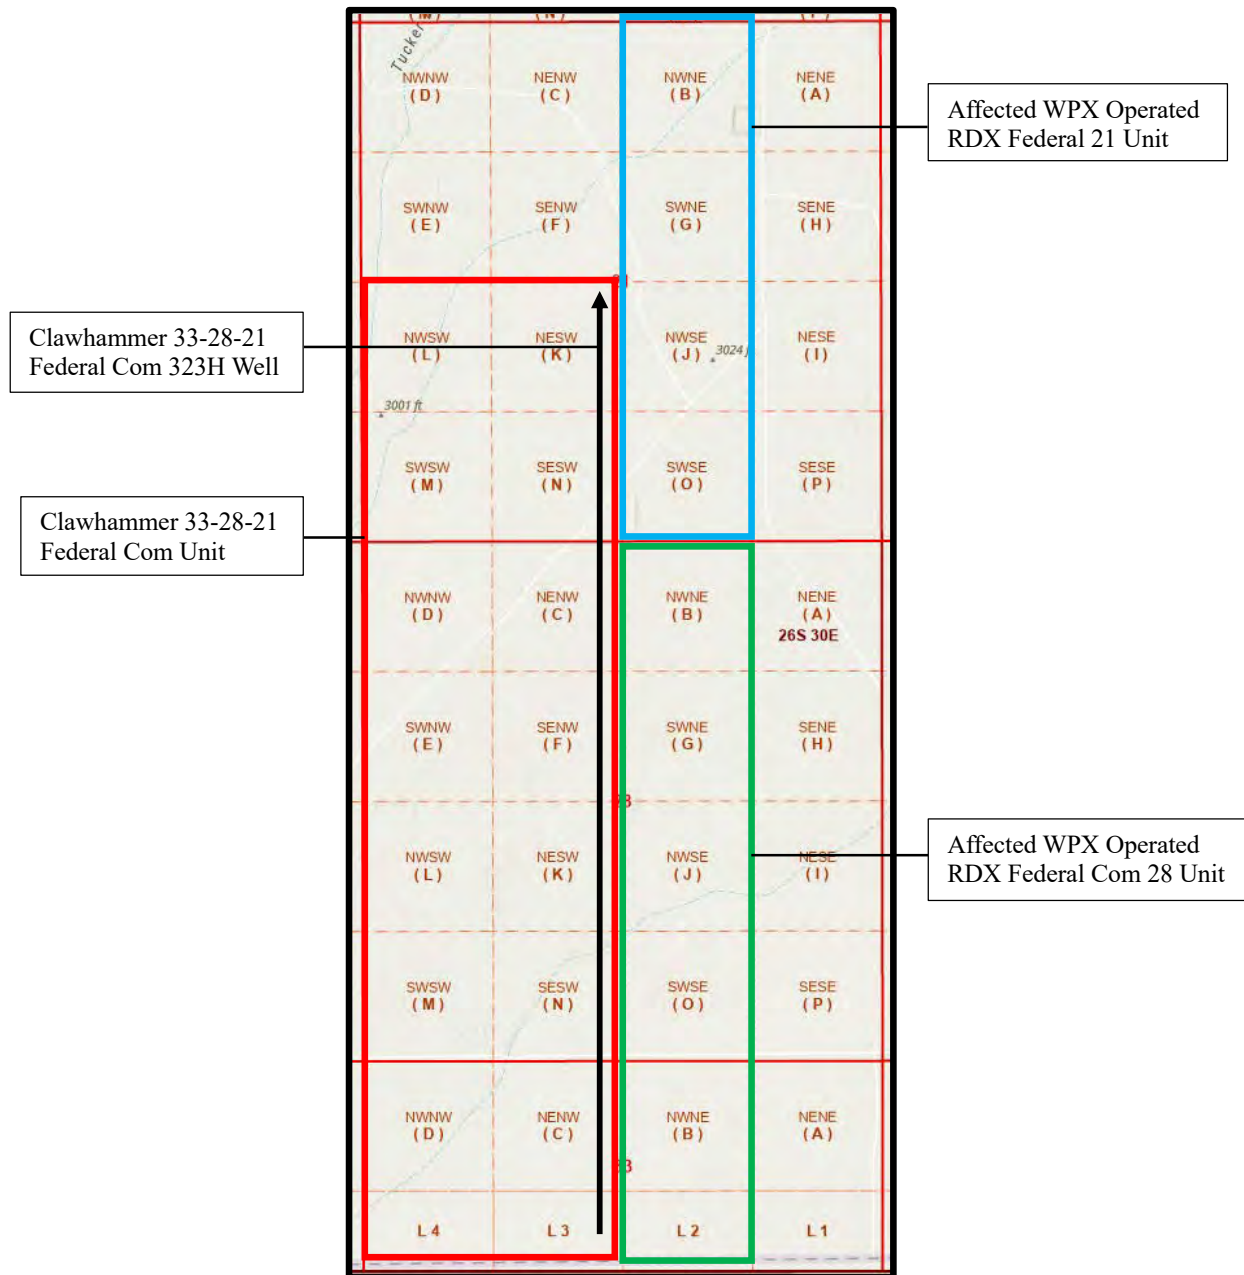 (M)
(N)
(P)
Tucker
NWNW
(D)
NENW
(C)
NWNE
(B)
NENE
(A)
Affected WPX Operated
RDX Federal 21 Unit
SWNW
(E)
SENW
(F)
SWNE
(G)
SENE
(H)
Clawhammer 33-28-21
Federal Com 323H Well
NWSW
(L)
NESW
(K)
NWSE
(J)
3024 f
NESE
(I)
3001 ft
SWSW
(M)
SESW
(N)
SWSE
(O)
SESE
(P)
Clawhammer 33-28-21
Federal Com Unit
NWNW
(D)
NENW
(C)
NWNE
(B)
NENE
(A)
26S 30E
SWNW
(E)
SENW
(F)
SWNE
(G)
SENE
(H)
NWSW
(L)
NESW
(K)
NWSE
(J)
NESE
(I)
Affected WPX Operated
RDX Federal Com 28 Unit
SWSW
(M)
SESW
(N)
SWSE
(O)
SESE
(P)
NWNW
(D)
NENW
(C)
NWNE
(B)
NENE
(A)
L 4
L 3
L 2
L 1